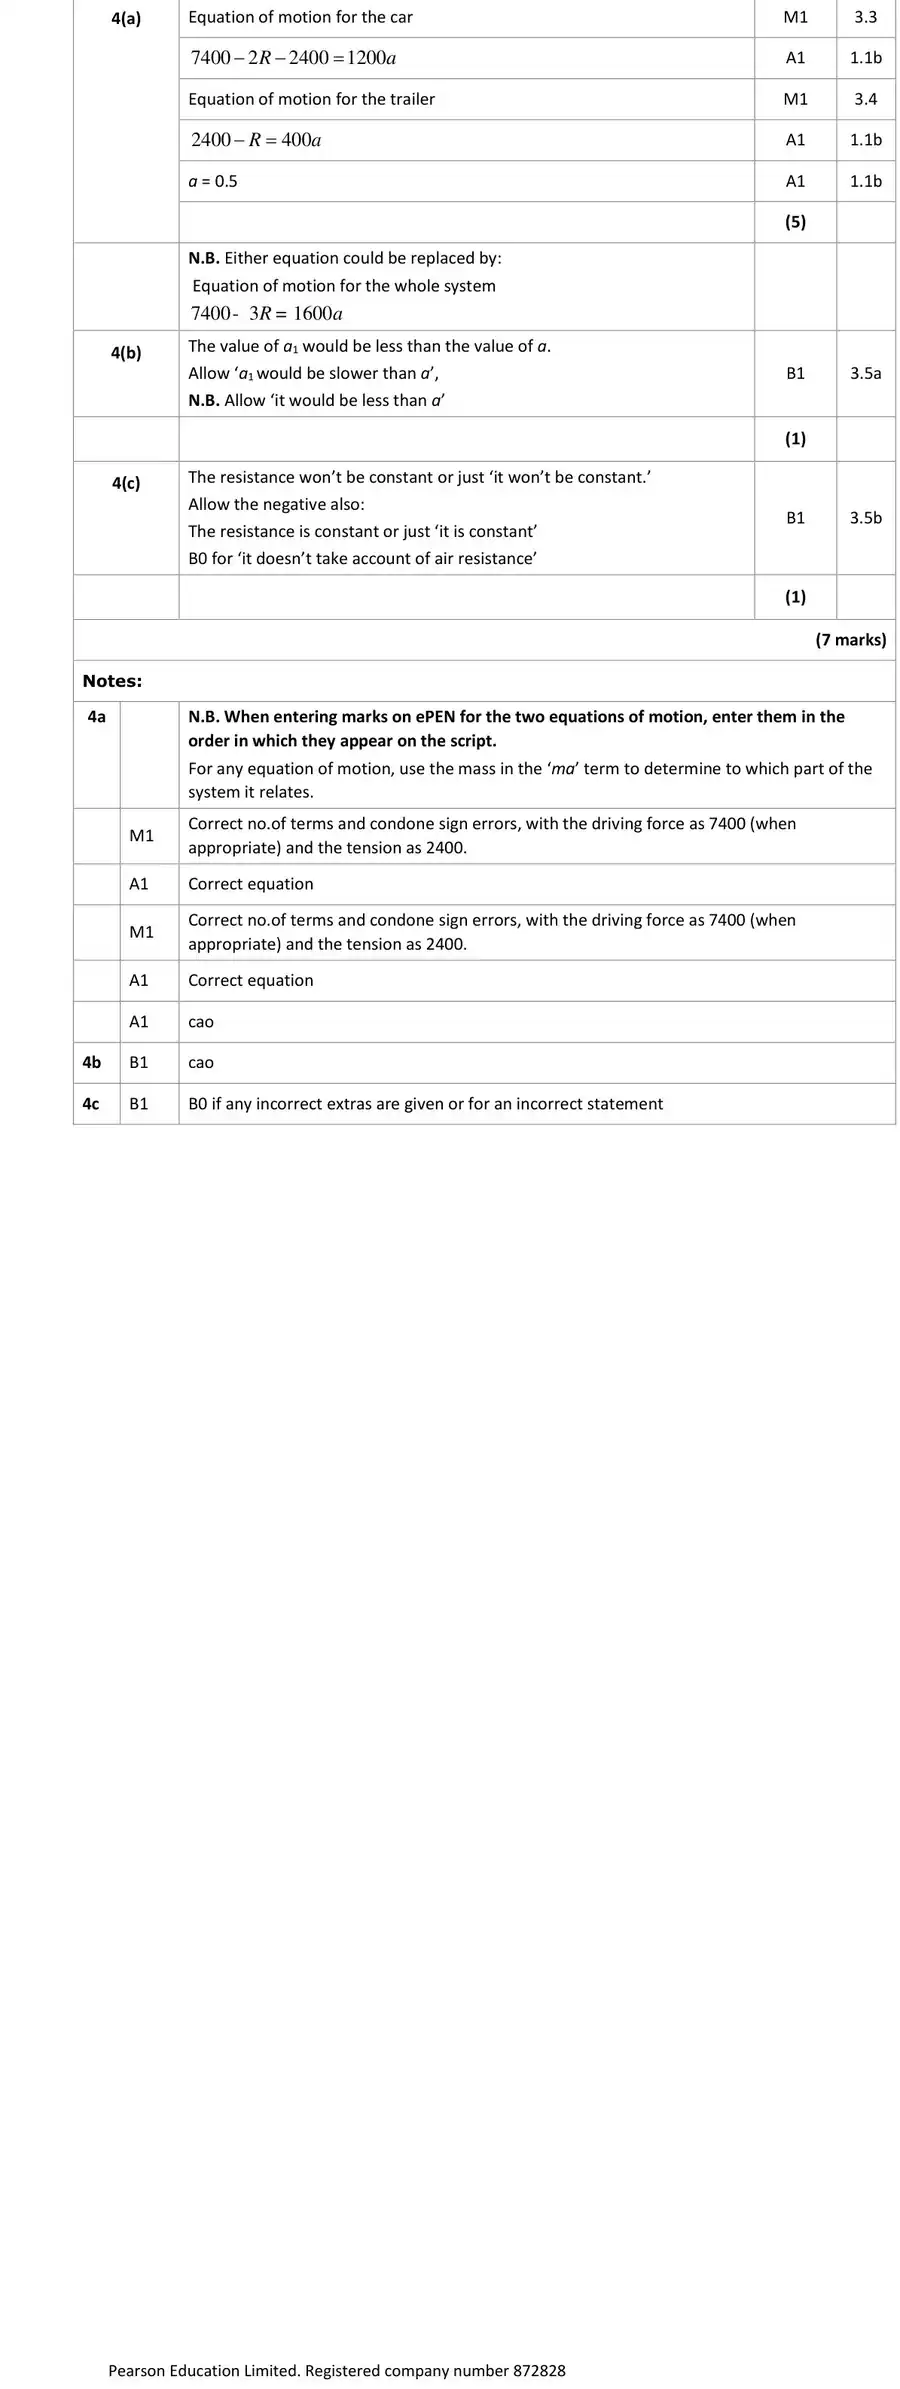 4(a) Equation of motion for the car M1 3.3
7400 – 2R – 2400 = 1200a A1 1.1b
Equation of motion for the trailer M1 3.4
2400 – R = 400a A1 1.1b
a = 0.5 A1 1.1b
(5)
N.B. Either equation could be replaced by:
Equation of motion for the whole system
7400- 3R = 1600a
4(b) The value of a₁ would be less than the value of a.
Allow ‘a₁ would be slower than a’,
N.B. Allow ‘it would be less than a’
B1 3.5a
(1)
4(c) The resistance won’t be constant or just ‘it won’t be constant.’
Allow the negative also:
The resistance is constant or just ‘it is constant’
B0 for ‘it doesn’t take account of air resistance’
B1 3.5b
(1)
(7 marks)
Notes:
4a N.B. When entering marks on ePEN for the two equations of motion, enter them in the
order in which they appear on the script.
For any equation of motion, use the mass in the ‘ma’ term to determine to which part of the
system it relates.
M1 Correct no.of terms and condone sign errors, with the driving force as 7400 (when
appropriate) and the tension as 2400.
A1 Correct equation
M1 Correct no.of terms and condone sign errors, with the driving force as 7400 (when
appropriate) and the tension as 2400.
A1 Correct equation
A1 cao
4b B1 cao
4c B1 B0 if any incorrect extras are given or for an incorrect statement
Pearson Education Limited. Registered company number 872828